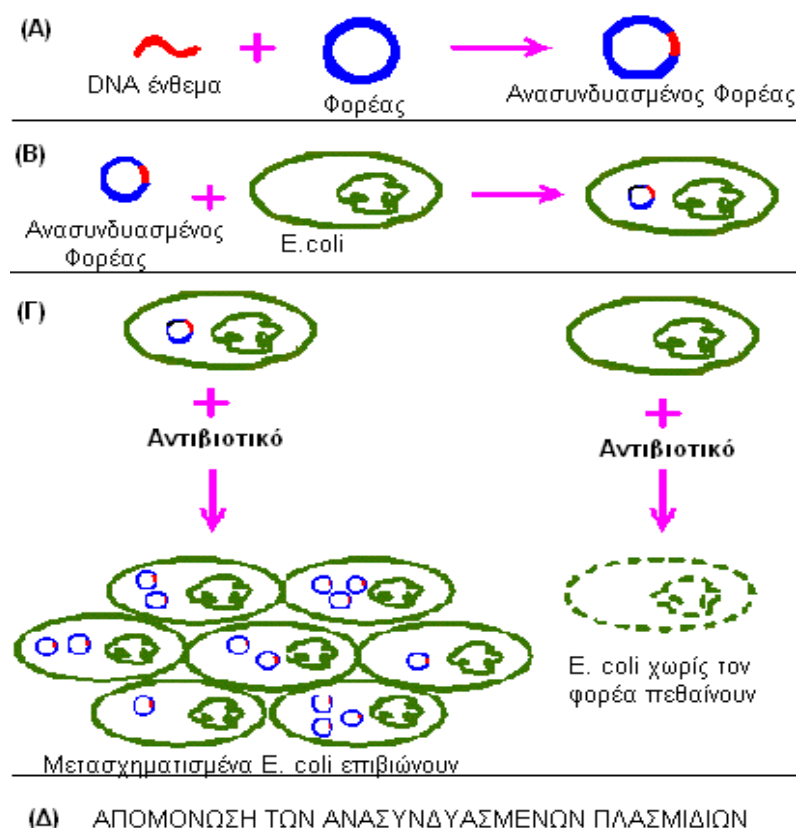 (Α)
DNA ένθεμα
Φορέας
Ανασυνδυασμένος Φορέας
(Β)
Ανασυνδυασμένος
Φορέας
E.coli
(Γ)
Αντιβιοτικό
Αντιβιοτικό
E. coli χωρίς τον
φορέα πεθαίνουν
Μετασχηματισμένα E. coli επιβιώνουν
(Δ) ΑΠΟΜΟΝΩΣΗ ΤΩΝ ΑΝΑΣΥΝΔΥΑΣΜΕΝΩΝ ΠΛΑΣΜΙΔΙΩΝ